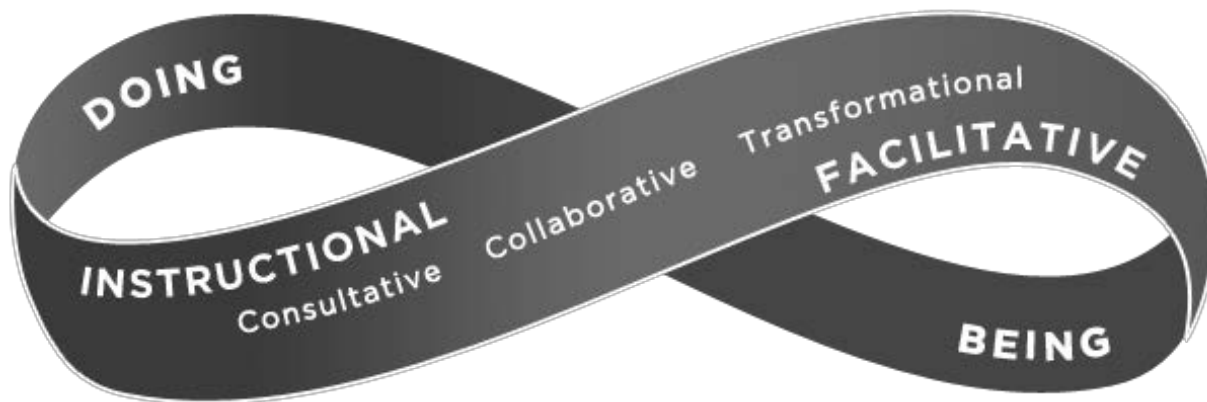 DOING
INSTRUCTIONAL
Consultative
Collaborative
Transformational
FACILITATIVE
BEING